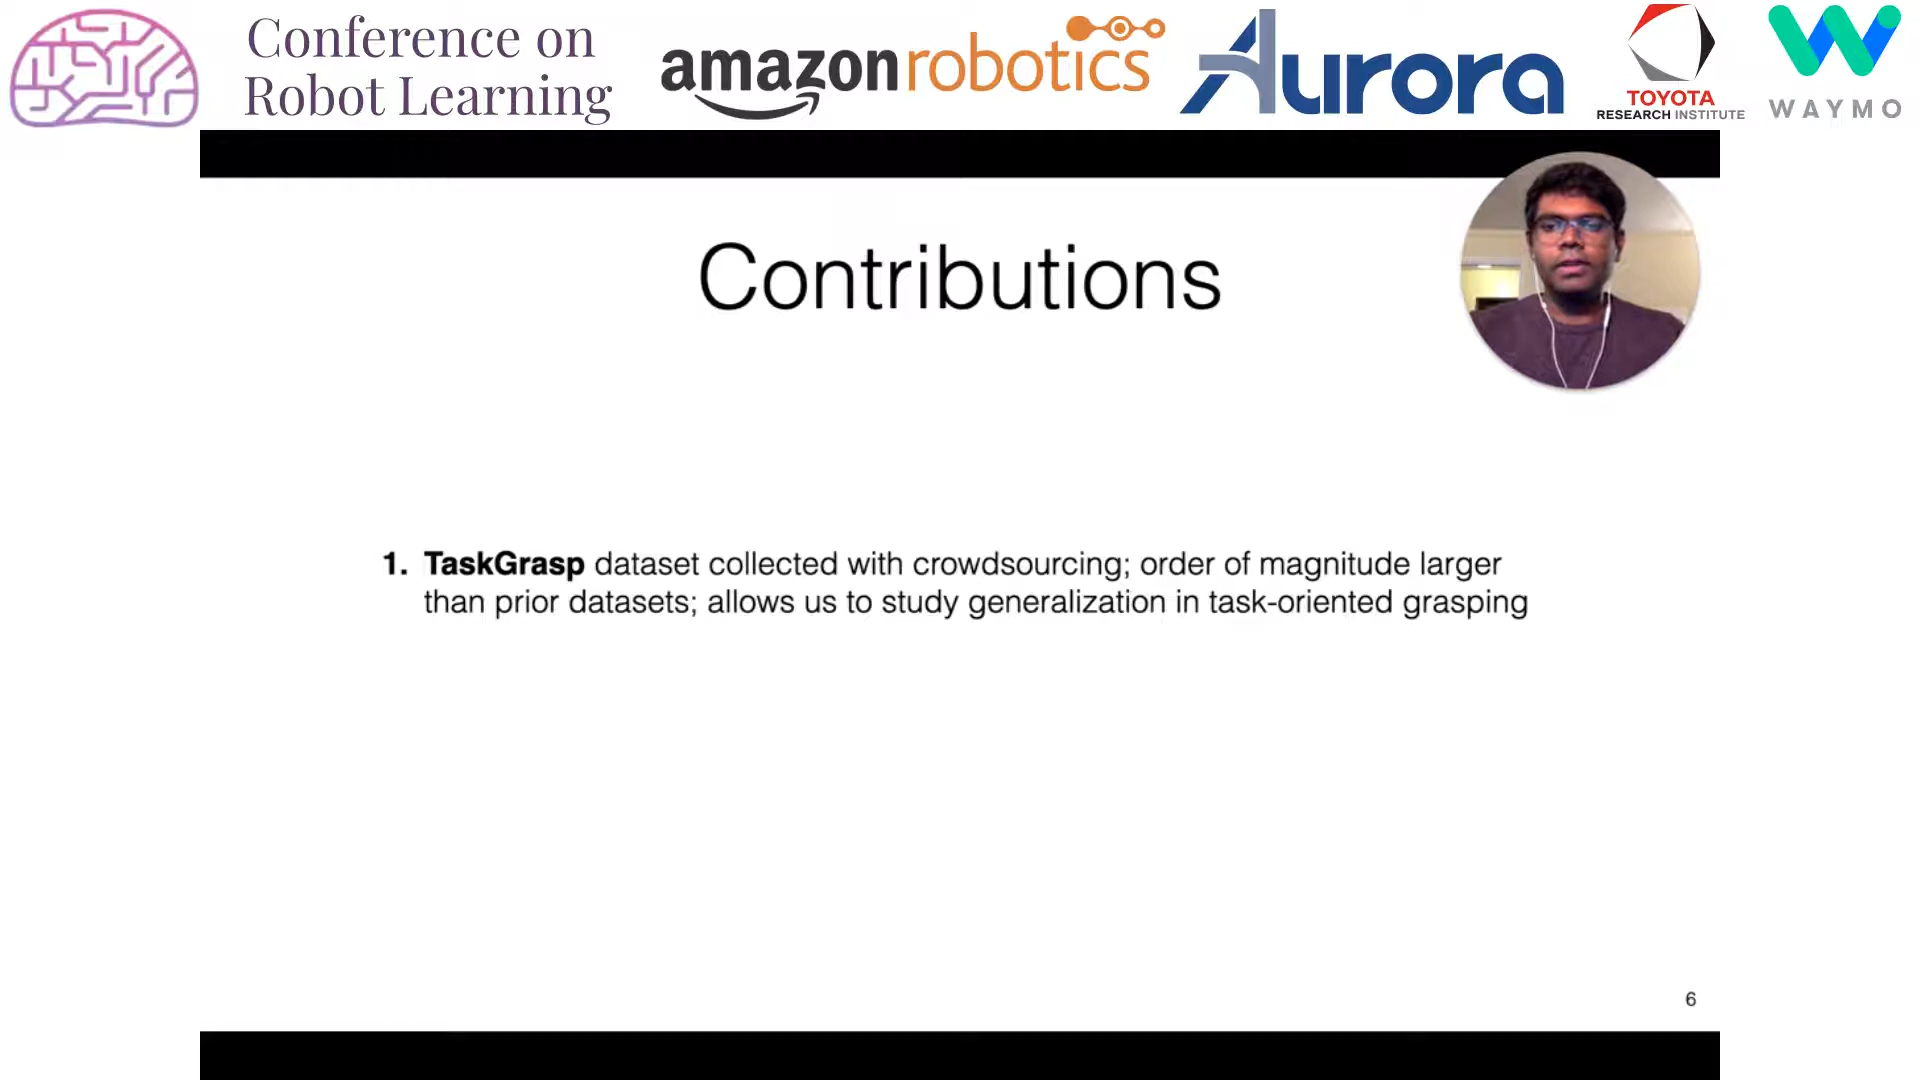 Conference on
Robot Learning
amazon robotics
Aurora
TOYOTA
RESEARCH INSTITUTE
WAYMO
Contributions
1. TaskGrasp dataset collected with crowdsourcing; order of magnitude larger
than prior datasets; allows us to study generalization in task-oriented grasping
6